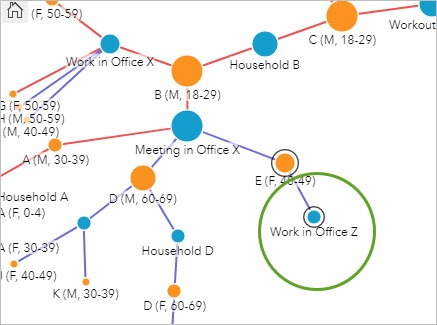 (F, 50-59)
C (M, 18-29)
Workout
Work in Office X
Household B
B (M, 18-29)
G (F, 50-59)
H (M, 50-59)
(M, 40-49)
Meeting in Office X
A (M, 30-39)
E (F, 40-49)
Household A
D (M, 60-69)
A (F, 0-4)
Work in Office Z
A (F, 30-39)
Household D
(F, 40-49)
K (M, 30-39)
D (F, 60-69)